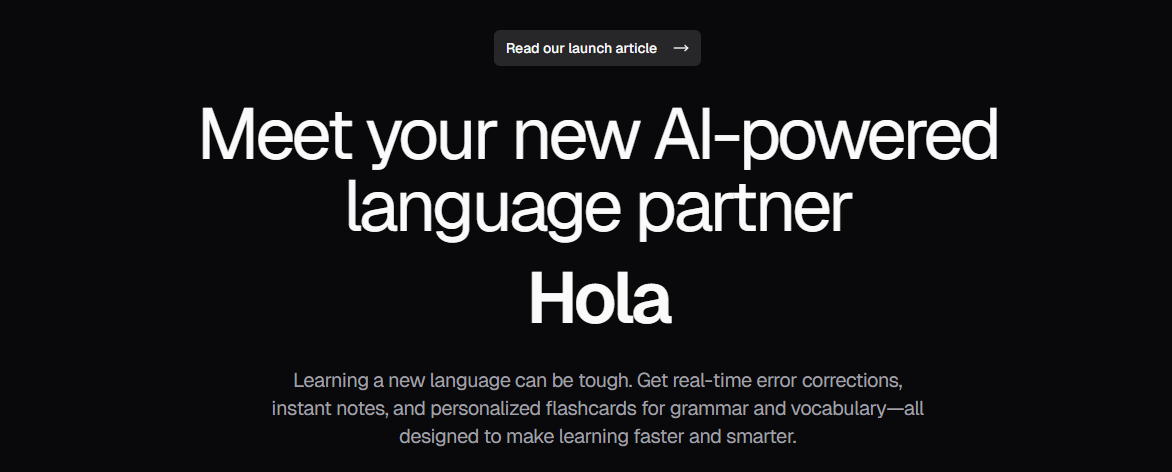 Read our launch article →
Meet your new AI-powered
language partner
Hola
Learning a new language can be tough. Get real-time error corrections,
instant notes, and personalized flashcards for grammar and vocabulary—all
designed to make learning faster and smarter.